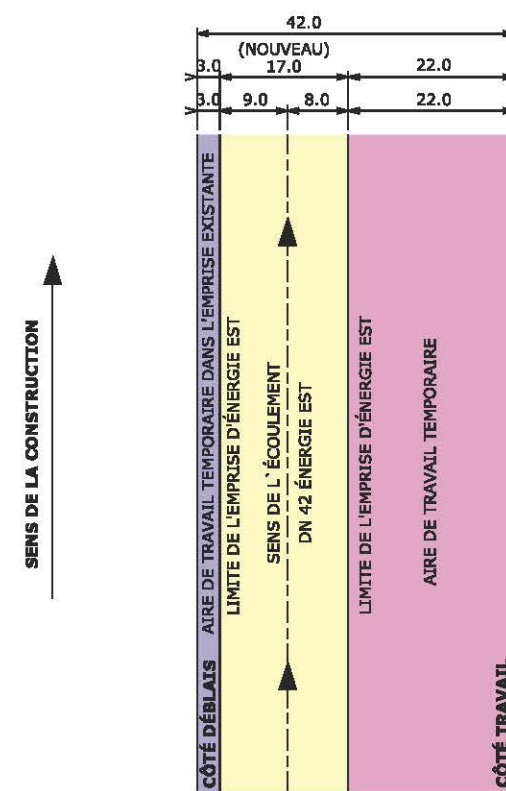 42.0
(NOUVEAU)
3.0 17.0 22.0
3.0 9.0 8.0 22.0
SENS DE LA CONSTRUCTION
CÔTÉ DÉBLAIS
AIRE DE TRAVAIL TEMPORAIRE DANS L'EMPRISE EXISTANTE
LIMITE DE L'EMPRISE D'ÉNERGIE EST
SENS DE L`ÉCOULEMENT
DN 42 ÉNERGIE EST
LIMITE DE L'EMPRISE D'ÉNERGIE EST
AIRE DE TRAVAIL TEMPORAIRE
CÔTÉ TRAVAIL